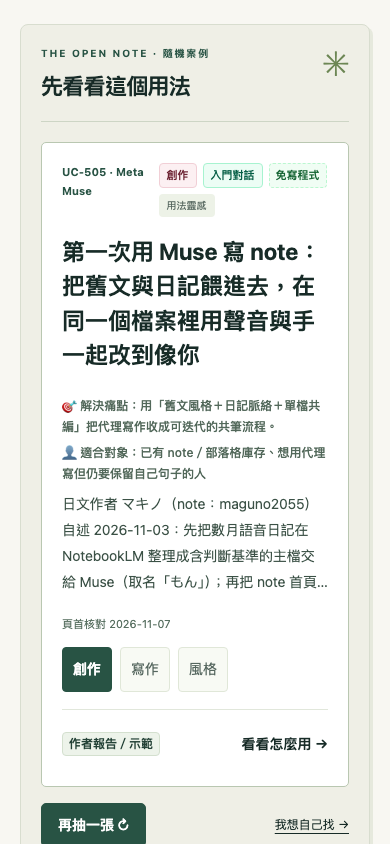 THE OPEN NOTE · 隨機案例
先看看這個用法
UC-505 · Meta
Muse
創作
入門對話
免寫程式
用法靈感
第一次用 Muse 寫 note：
把舊文與日記餵進去，在
同一個檔案裡用聲音與手
一起改到像你
🎯 解決痛點：用「舊文風格＋日記脈絡＋單檔共
編」把代理寫作收成可迭代的共筆流程。
👤 適合對象：已有 note / 部落格庫存、想用代理
寫但仍要保留自己句子的人
日文作者 マキノ（note：maguno2055）
自述 2026-11-03：先把數月語音日記在
NotebookLM 整理成含判斷基準的主檔交
給 Muse（取名「もん」）；再把 note 首頁…
頁首核對 2026-11-07
創作
寫作
風格
作者報告 / 示範
看看怎麼用 →
再抽一張 ↻
我想自己找 →